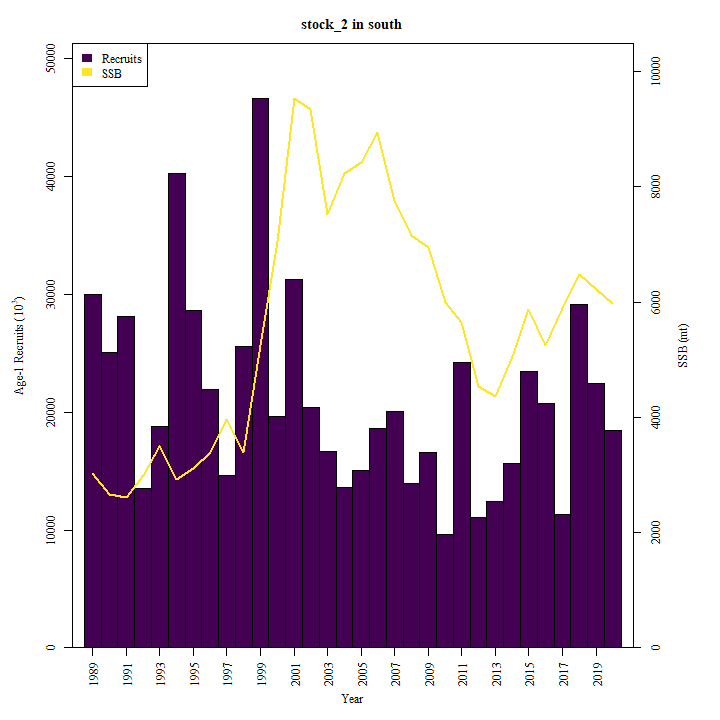 stock_2 in south
Recruits
SSB
50000
40000
30000
20000
10000
0
Age-1 Recruits (10³)
10000
8000
6000
4000
2000
0
SSB (mt)
1989 1991 1993 1995 1997 1999 2001 2003 2005 2007 2009 2011 2013 2015 2017 2019
Year